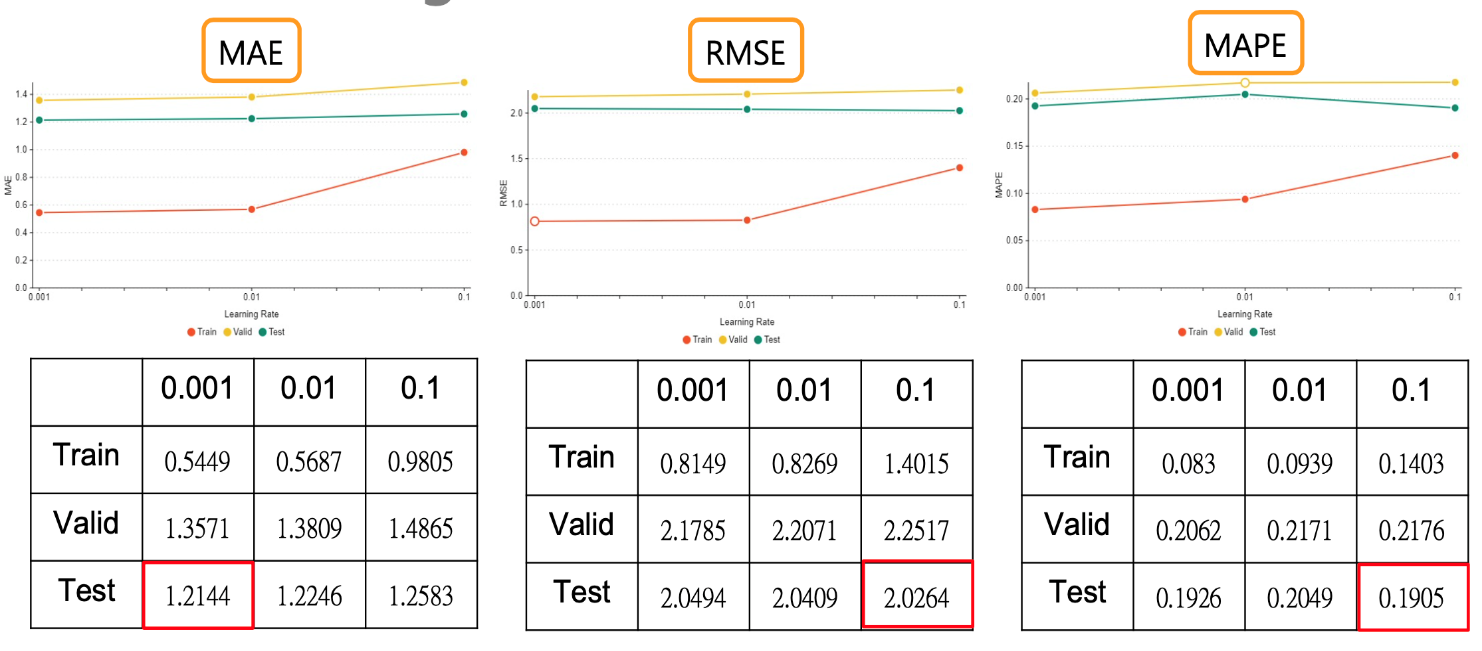 MAE
1.4
1.2
1.0
0.8
0.6
0.4
0.2
0.0
MAE
0.001 0.01 0.1
Learning Rate
Train Valid Test
0.001 0.01 0.1
Train 0.5449 0.5687 0.9805
Valid 1.3571 1.3809 1.4865
Test 1.2144 1.2246 1.2583
RMSE
2.0
1.5
1.0
0.5
0.0
RMSE
0.001 0.01 0.1
Learning Rate
Train Valid Test
0.001 0.01 0.1
Train 0.8149 0.8269 1.4015
Valid 2.1785 2.2071 2.2517
Test 2.0494 2.0409 2.0264
MAPE
0.20
0.15
0.10
0.05
0.00
MAPE
0.001 0.01 0.1
Learning Rate
Train Valid Test
0.001 0.01 0.1
Train 0.083 0.0939 0.1403
Valid 0.2062 0.2171 0.2176
Test 0.1926 0.2049 0.1905